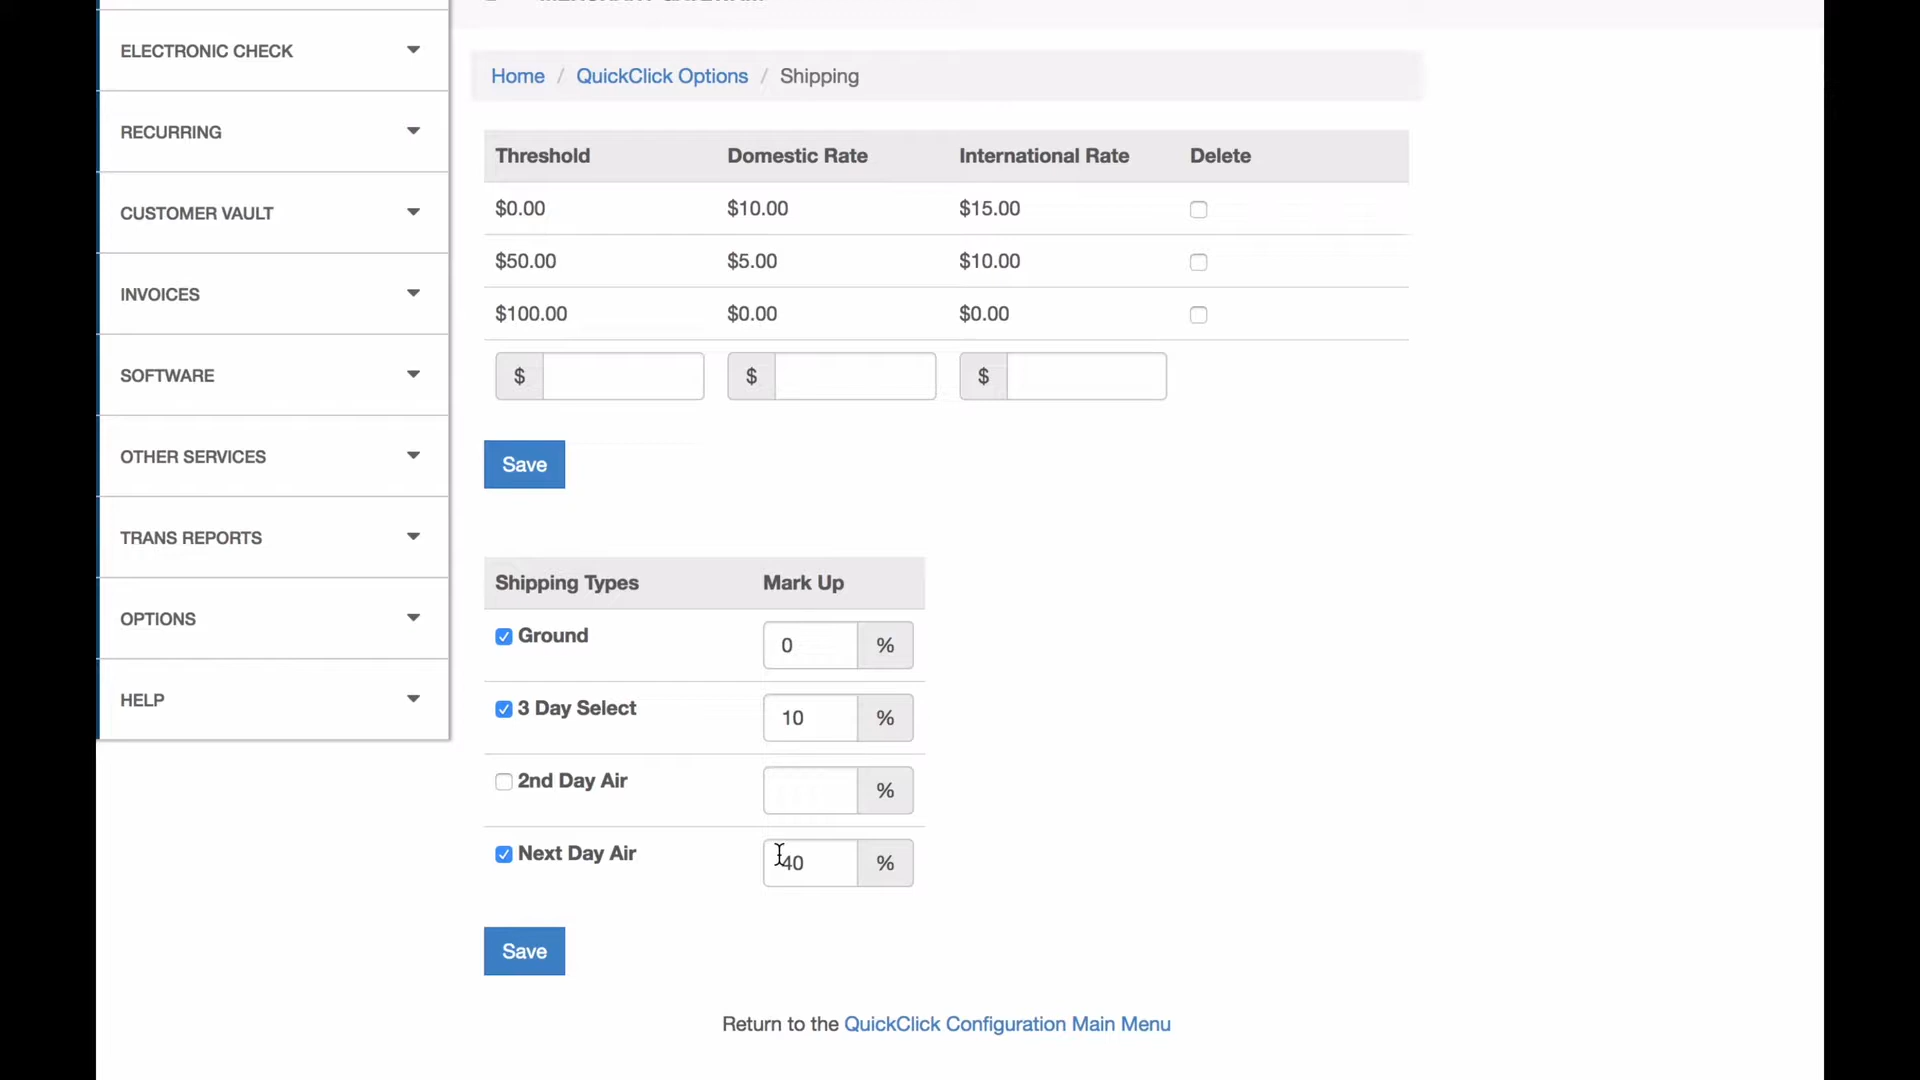 ELECTRONIC CHECK
RECURRING
CUSTOMER VAULT
INVOICES
SOFTWARE
OTHER SERVICES
TRANS REPORTS
OPTIONS
HELP
Home / QuickClick Options / Shipping
Threshold Domestic Rate International Rate Delete
$0.00 $10.00 $15.00
$50.00 $5.00 $10.00
$100.00 $0.00 $0.00
$ $ $
Save
Shipping Types Mark Up
Ground 0 %
3 Day Select 10 %
2nd Day Air %
Next Day Air 40 %
Save
Return to the QuickClick Configuration Main Menu